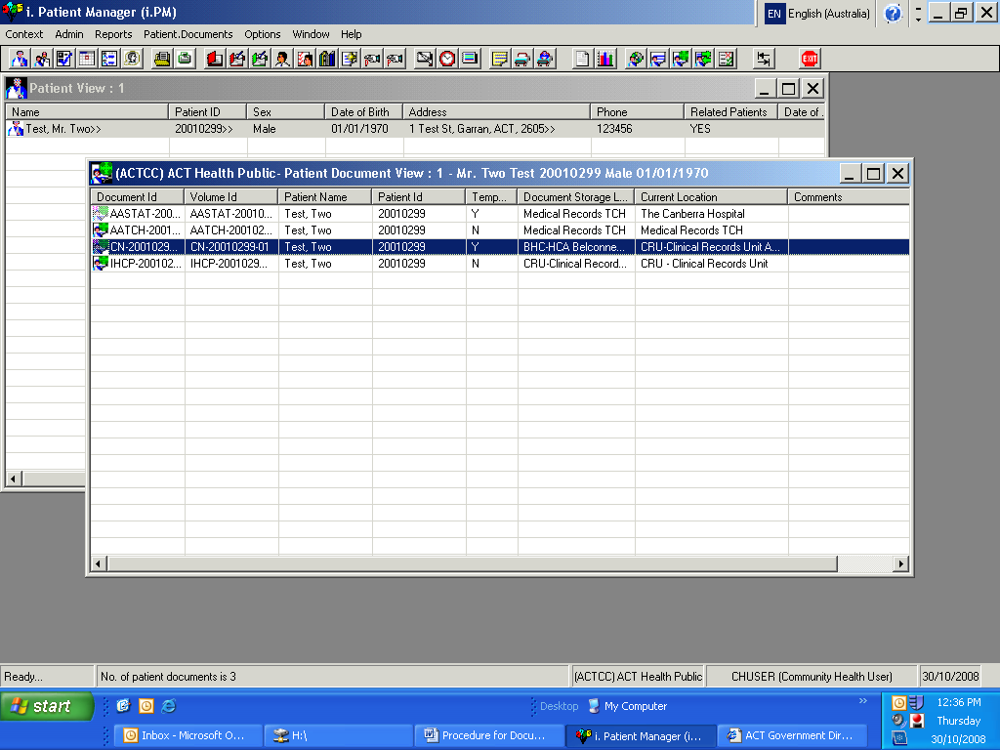 i. Patient Manager (i.PM)
EN English (Australia)
Context Admin Reports Patient.Documents Options Window Help
EXIT
Patient View : 1
Name Patient ID Sex Date of Birth Address Phone Related Patients Date of .
Test, Mr. Two>> 20010299>> Male 01/01/1970 1 Test St, Garran, ACT, 2605>> 123456 YES
(ACTCC) ACT Health Public- Patient Document View : 1 - Mr. Two Test 20010299 Male 01/01/1970
Document Id Volume Id Patient Name Patient Id Temp... Document Storage L... Current Location Comments
AASTAT-200... AASTAT-20010... Test, Two 20010299 Y Medical Records TCH The Canberra Hospital
AATCH-2001... AATCH-200102... Test, Two 20010299 N Medical Records TCH Medical Records TCH
CN-20010299... CN-20010299-01 Test, Two 20010299 Y BHC-HCA Belconne... CRU-Clinical Records Unit A...
IHCP-200102... IHCP-2001029... Test, Two 20010299 N CRU-Clinical Record... CRU - Clinical Records Unit
Ready... No. of patient documents is 3 (ACTCC) ACT Health Public CHUSER (Community Health User) 30/10/2008
start Desktop My Computer » 12:36 PM
Thursday
Inbox - Microsoft O... H:\ Procedure for Docu... i. Patient Manager (i... ACT Government Dir... 30/10/2008